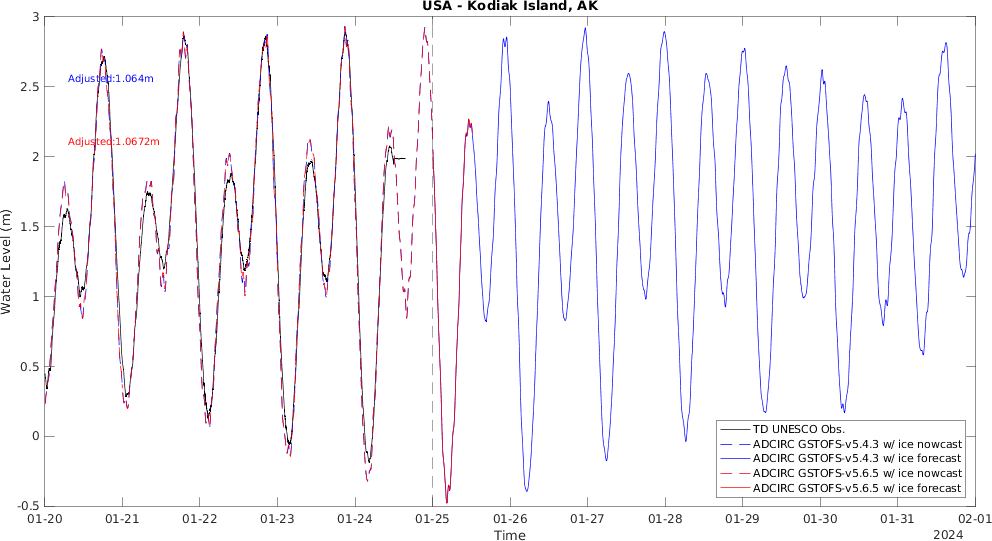 USA - Kodiak Island, AK
3
2.5
2
1.5
1
0.5
0
-0.5
Water Level (m)
Adjusted:1.064m
Adjusted:1.0672m
TD UNESCO Obs.
ADCIRC GSTOFS-v5.4.3 w/ ice nowcast
ADCIRC GSTOFS-v5.4.3 w/ ice forecast
ADCIRC GSTOFS-v5.6.5 w/ ice nowcast
ADCIRC GSTOFS-v5.6.5 w/ ice forecast
01-20 01-21 01-22 01-23 01-24 01-25 01-26 01-27 01-28 01-29 01-30 01-31 02-01
Time
2024